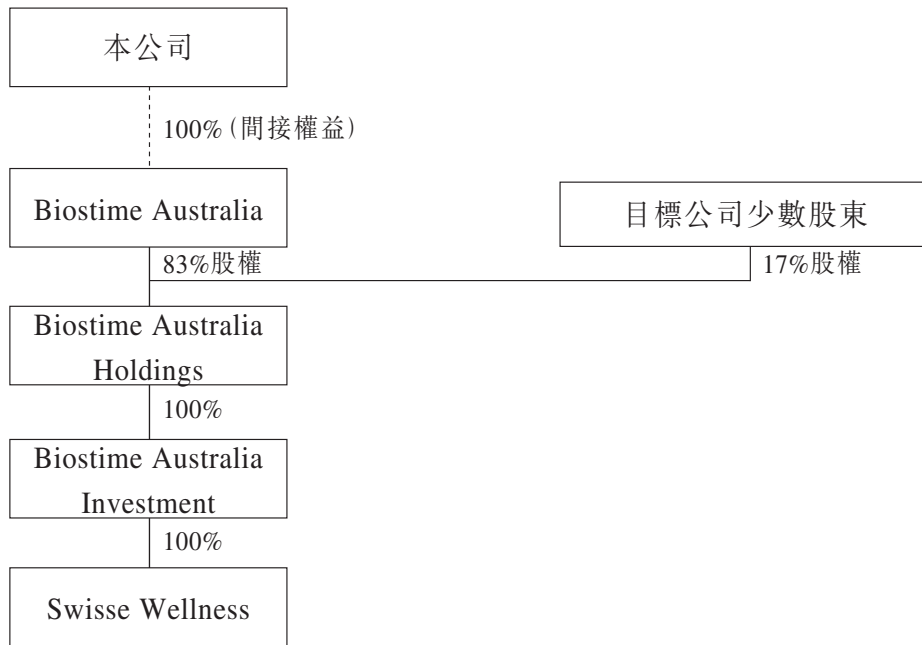 本公司
100%（間接權益）
Biostime Australia
目標公司少數股東
83%股權
17%股權
Biostime Australia
Holdings
100%
Biostime Australia
Investment
100%
Swisse Wellness